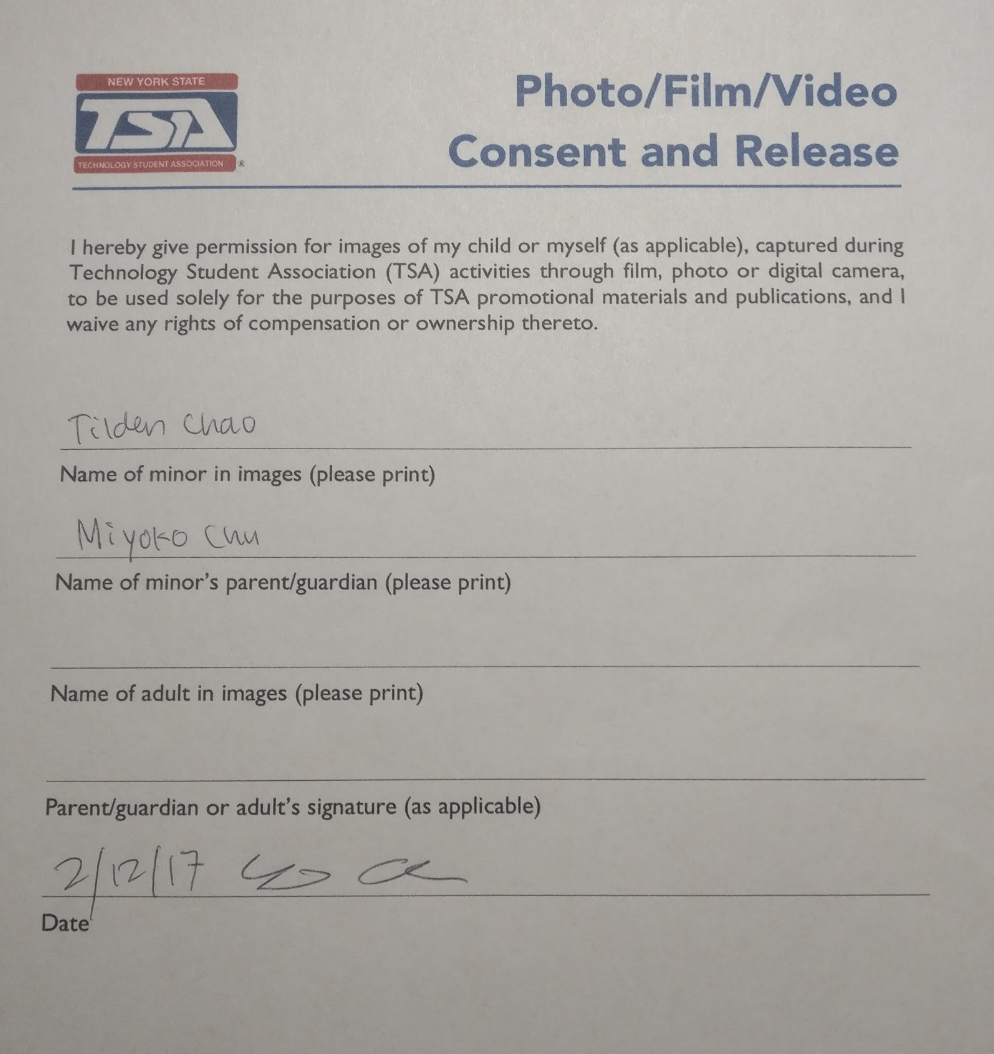 NEW YORK STATE
TSA
TECHNOLOGY STUDENT ASSOCIATION ®
Photo/Film/Video
Consent and Release
I hereby give permission for images of my child or myself (as applicable), captured during
Technology Student Association (TSA) activities through film, photo or digital camera,
to be used solely for the purposes of TSA promotional materials and publications, and I
waive any rights of compensation or ownership thereto.
Tilden Chao
Name of minor in images (please print)
Miyoko Chu
Name of minor's parent/guardian (please print)
Name of adult in images (please print)
Parent/guardian or adult's signature (as applicable)
2/12/17
Date